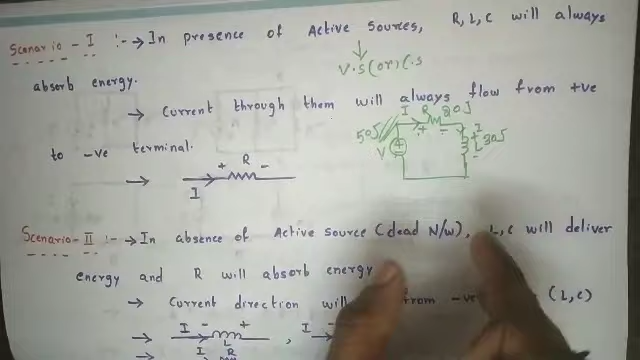 Scenario - I :- → In presence of Active Sources, R, L, C will always
V.S (or) C.S
absorb energy.
→ Current through them will always flow from +ve
I R 20J
50J + - I
V + 30J -
to -ve terminal.
→ + R -
I
Scenario - II :- → In absence of Active source (dead N/w), L, C will deliver
energy and R will absorb energy
→ Current direction will from -ve (L, C)
→ I - + , I
L
→ I R